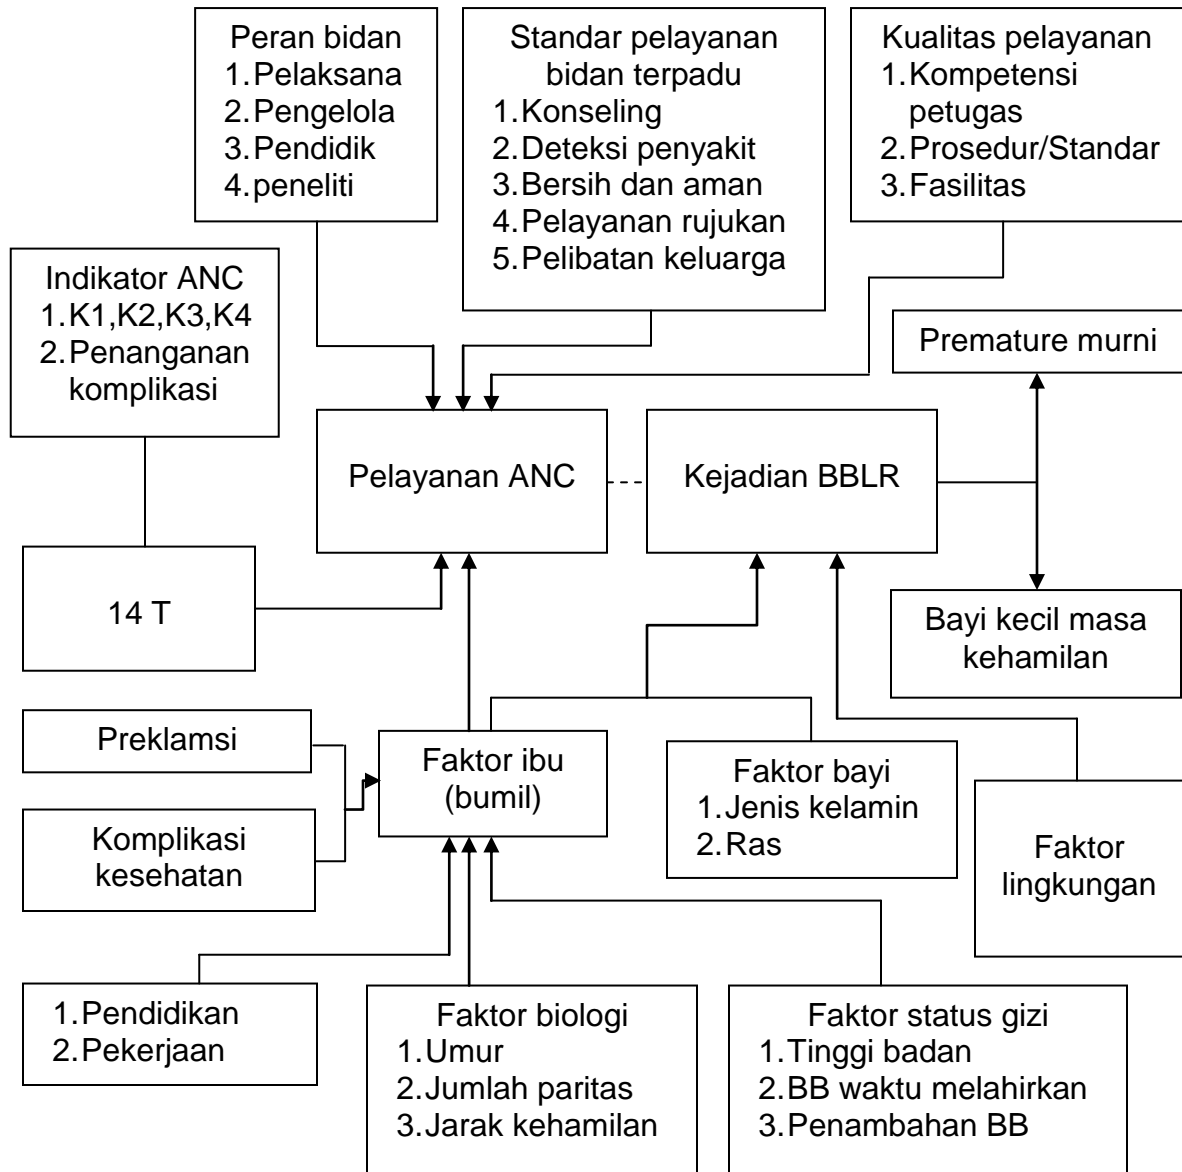 Peran bidan
1.Pelaksana
2.Pengelola
3.Pendidik
4.peneliti
Standar pelayanan
bidan terpadu
1.Konseling
2.Deteksi penyakit
3.Bersih dan aman
4.Pelayanan rujukan
5.Pelibatan keluarga
Kualitas pelayanan
1.Kompetensi
petugas
2.Prosedur/Standar
3.Fasilitas
Indikator ANC
1.K1,K2,K3,K4
2.Penanganan
komplikasi
Premature murni
Pelayanan ANC
Kejadian BBLR
14 T
Bayi kecil masa
kehamilan
Preklamsi
Faktor ibu
(bumil)
Faktor bayi
1.Jenis kelamin
2.Ras
Komplikasi
kesehatan
Faktor
lingkungan
1.Pendidikan
2.Pekerjaan
Faktor biologi
1.Umur
2.Jumlah paritas
3.Jarak kehamilan
Faktor status gizi
1.Tinggi badan
2.BB waktu melahirkan
3.Penambahan BB